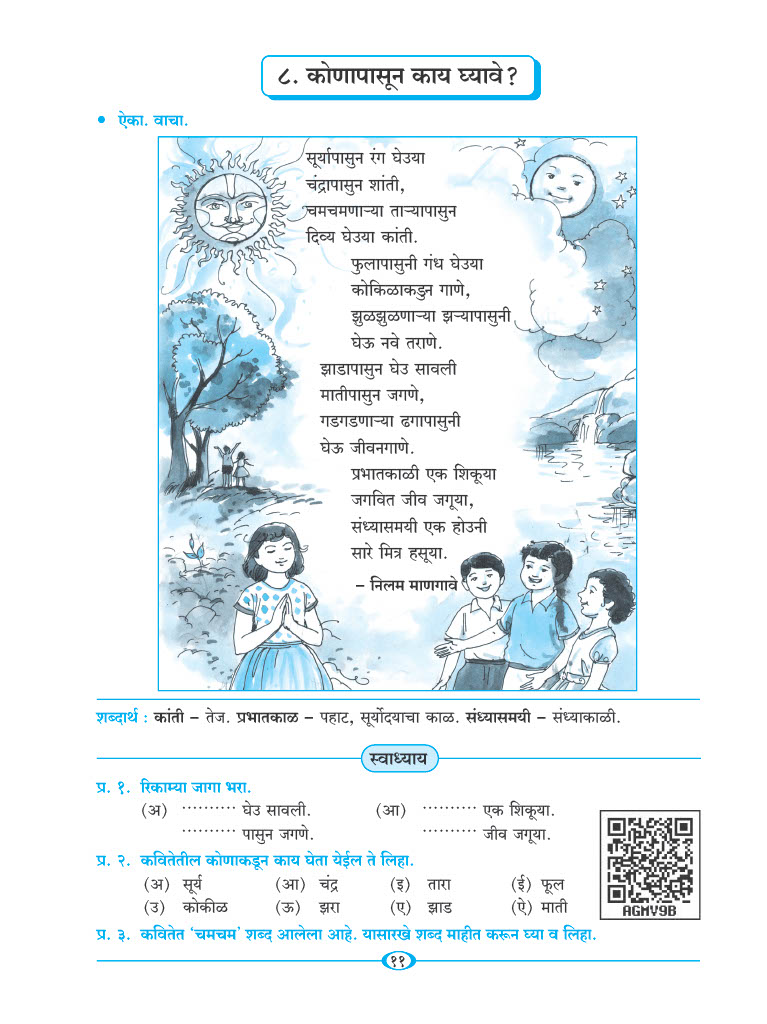 ८. कोणापासून काय घ्यावे?
• ऐका. वाचा.
सूर्यापासुन रंग घेउया
चंद्रापासुन शांती,
चमचमणाऱ्या ताऱ्यापासुन
दिव्य घेउया कांती.
फुलापासुनी गंध घेउया
कोकिळाकडुन गाणे,
झुळझुळणाऱ्या झऱ्यापासुनी
घेऊ नवे तराणे.
झाडापासुन घेउ सावली
मातीपासुन जगणे,
गडगडणाऱ्या ढगापासुनी
घेऊ जीवनगाणे.
प्रभातकाळी एक शिकूया
जगवित जीव जगूया,
संध्यासमयी एक होउनी
सारे मित्र हसूया.
– निलम माणगावे
शब्दार्थ : कांती – तेज. प्रभातकाळ – पहाट, सूर्योदयाचा काळ. संध्यासमयी – संध्याकाळी.
स्वाध्याय
प्र. १. रिकाम्या जागा भरा.
(अ) .......... घेउ सावली. (आ) .......... एक शिकूया.
.......... पासुन जगणे. .......... जीव जगूया.
प्र. २. कवितेतील कोणाकडून काय घेता येईल ते लिहा.
(अ) सूर्य (आ) चंद्र (इ) तारा (ई) फूल
(उ) कोकीळ (ऊ) झरा (ए) झाड (ऐ) माती
AGMV9B
प्र. ३. कवितेत ‘चमचम’ शब्द आलेला आहे. यासारखे शब्द माहीत करून घ्या व लिहा.
११